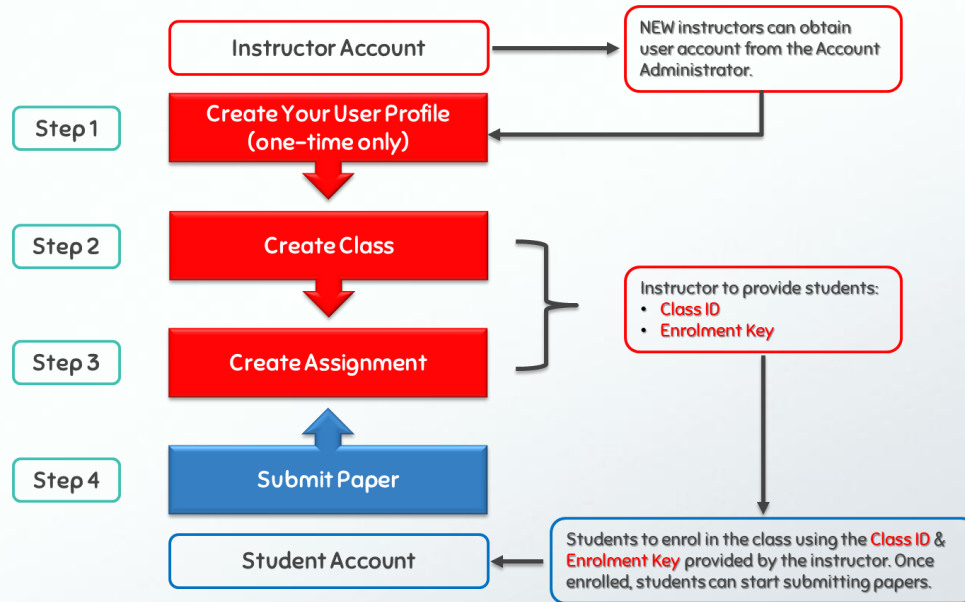 Instructor Account
NEW instructors can obtain
user account from the Account
Administrator.
Step 1
Create Your User Profile
(one-time only)
Step 2
Create Class
Instructor to provide students:
• Class ID
• Enrolment Key
Step 3
Create Assignment
Step 4
Submit Paper
Student Account
Students to enrol in the class using the Class ID &
Enrolment Key provided by the instructor. Once
enrolled, students can start submitting papers.